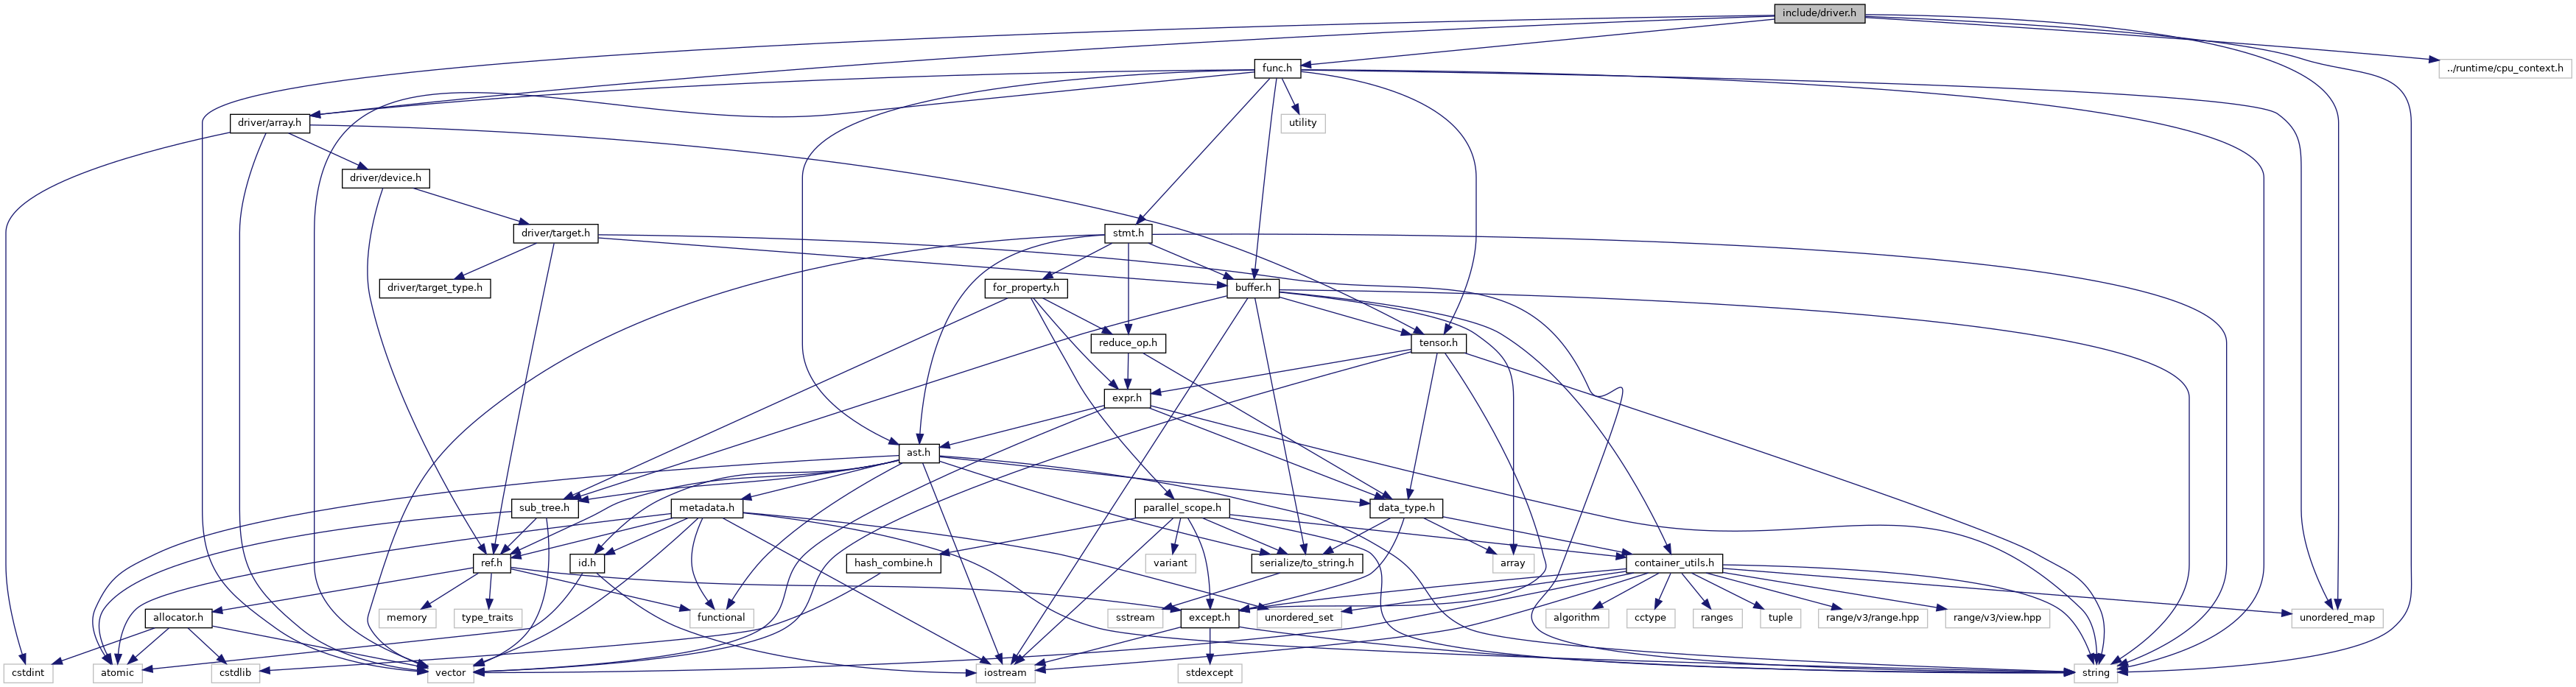 include/driver.h
func.h
../runtime/cpu_context.h
driver/array.h
utility
driver/device.h
driver/target.h
stmt.h
driver/target_type.h
for_property.h
buffer.h
reduce_op.h
tensor.h
expr.h
ast.h
sub_tree.h
metadata.h
parallel_scope.h
data_type.h
ref.h
id.h
hash_combine.h
variant
serialize/to_string.h
array
container_utils.h
allocator.h
memory
type_traits
functional
sstream
except.h
unordered_set
algorithm
cctype
ranges
tuple
range/v3/range.hpp
range/v3/view.hpp
unordered_map
cstdint
atomic
cstdlib
vector
iostream
stdexcept
string